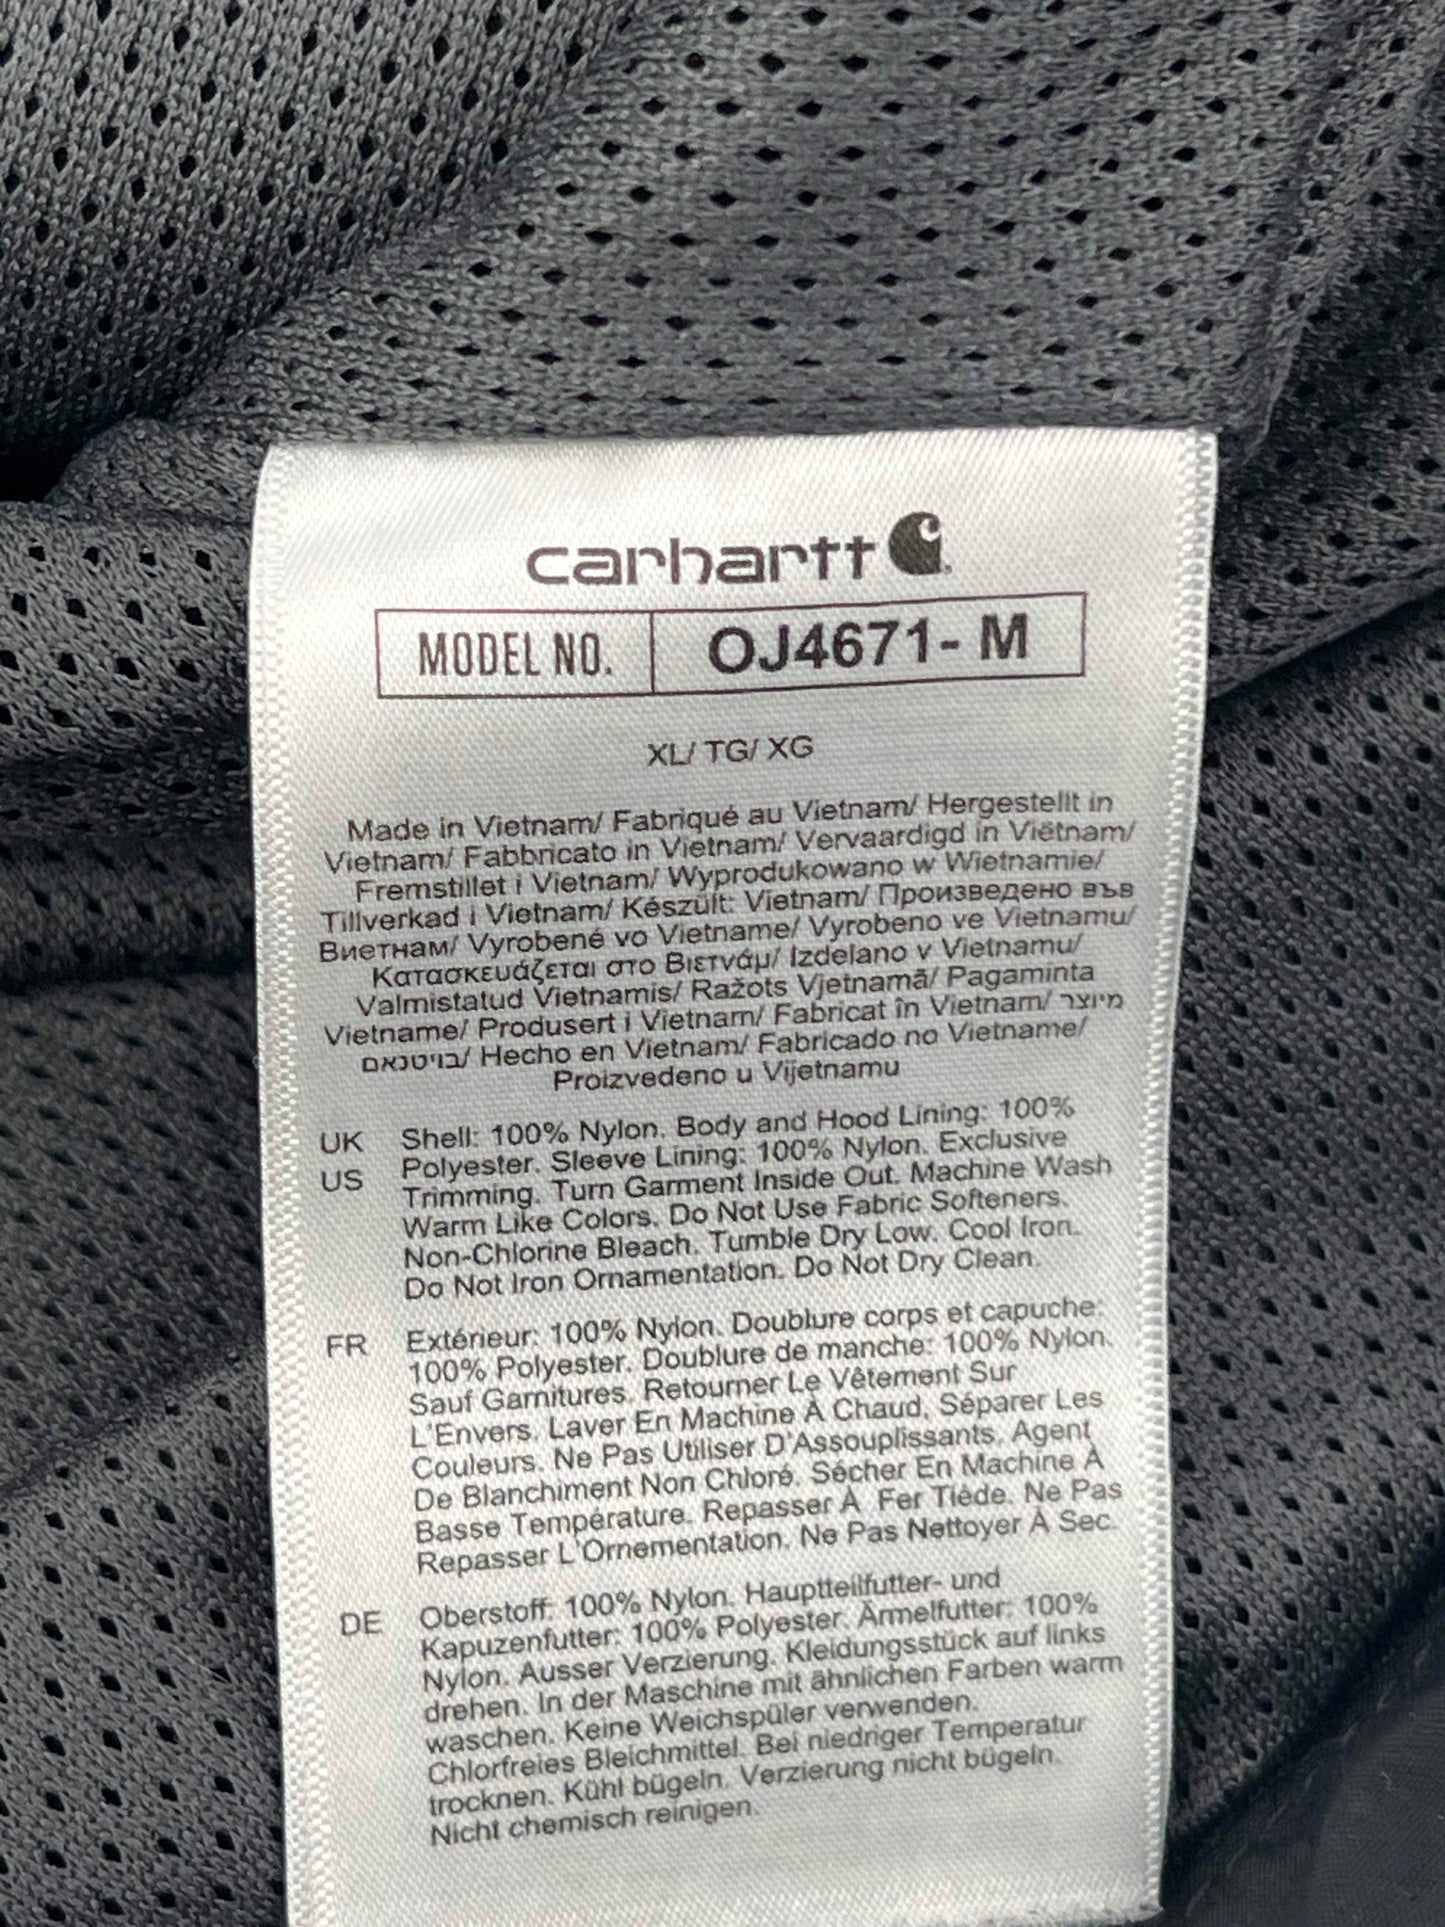 carhartt
MODEL NO. OJ4671- M
XL/ TG/ XG
Made in Vietnam/ Fabriqué au Vietnam/ Hergestellt in
Vietnam/ Fabbricato in Vietnam/ Vervaardigd in Viëtnam/
Fremstillet i Vietnam/ Wyprodukowano w Wietnamie/
Tillverkad i Vietnam/ Készült: Vietnam/ Произведено във
Виетнам/ Vyrobené vo Vietname/ Vyrobeno ve Vietnamu/
Κατασκευάζεται στο Βιετνάμ/ Izdelano v Vietnamu/
Valmistatud Vietnamis/ Ražots Vjetnamā/ Pagaminta
Vietname/ Produsert i Vietnam/ Fabricat în Vietnam/ מיוצר
בויטנאם/ Hecho en Vietnam/ Fabricado no Vietname/
Proizvedeno u Vijetnamu
UK Shell: 100% Nylon. Body and Hood Lining: 100%
US Polyester. Sleeve Lining: 100% Nylon. Exclusive
Trimming. Turn Garment Inside Out. Machine Wash
Warm Like Colors. Do Not Use Fabric Softeners.
Non-Chlorine Bleach. Tumble Dry Low. Cool Iron.
Do Not Iron Ornamentation. Do Not Dry Clean.
FR Extérieur: 100% Nylon. Doublure corps et capuche:
100% Polyester. Doublure de manche: 100% Nylon.
Sauf Garnitures. Retourner Le Vêtement Sur
L'Envers. Laver En Machine À Chaud, Séparer Les
Couleurs. Ne Pas Utiliser D'Assouplissants. Agent
De Blanchiment Non Chloré. Sécher En Machine À
Basse Température. Repasser À Fer Tiède. Ne Pas
Repasser L'Ornementation. Ne Pas Nettoyer À Sec.
DE Oberstoff: 100% Nylon. Hauptteilfutter- und
Kapuzenfutter: 100% Polyester. Ärmelfutter: 100%
Nylon. Ausser Verzierung. Kleidungsstück auf links
drehen. In der Maschine mit ähnlichen Farben warm
waschen. Keine Weichspüler verwenden.
Chlorfreies Bleichmittel. Bei niedriger Temperatur
trocknen. Kühl bügeln. Verzierung nicht bügeln.
Nicht chemisch reinigen.